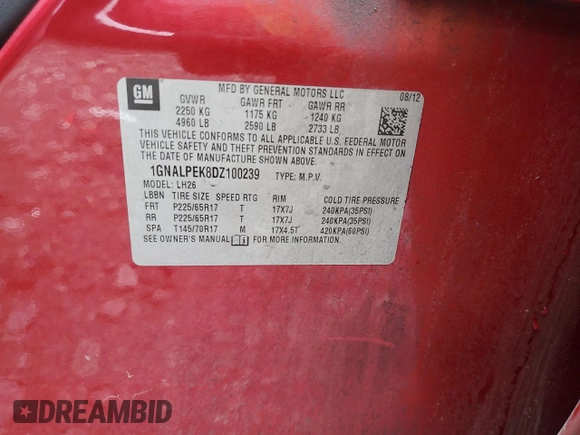 GM
MFD BY GENERAL MOTORS LLC
08/12
GVWR GAWR FRT GAWR RR
2250 KG 1175 KG 1240 KG
4960 LB 2590 LB 2733 LB
THIS VEHICLE CONFORMS TO ALL APPLICABLE U.S. FEDERAL MOTOR
VEHICLE SAFETY AND THEFT PREVENTION STANDARDS IN EFFECT
ON THE DATE OF MANUFACTURE SHOWN ABOVE.
1GNALPEK8DZ100239 TYPE: M.P.V.
MODEL: LH26
LBBN TIRE SIZE SPEED RTG RIM COLD TIRE PRESSURE
FRT P225/65R17 T 17X7J 240KPA(35PSI)
RR P225/65R17 T 17X7J 240KPA(35PSI)
SPA T145/70R17 M 17X4.5T 420KPA(60PSI)
SEE OWNER'S MANUAL FOR MORE INFORMATION.
DREAMBID